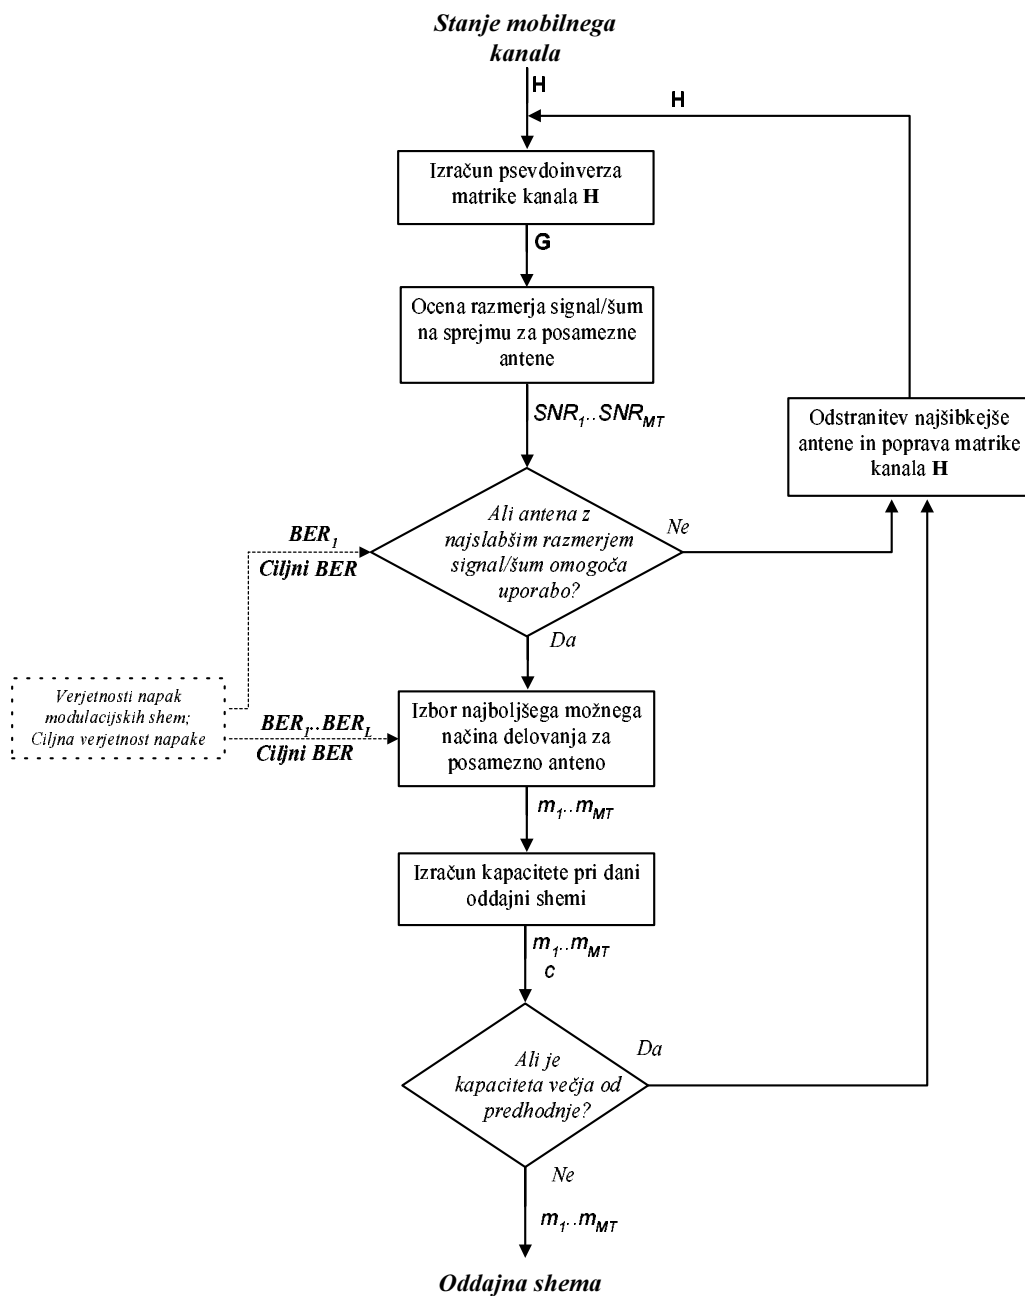 Stanje mobilnega
kanala
H
H
Izračun psevdoinverza
matrike kanala H
G
Ocena razmerja signal/šum
na sprejmu za posamezne
antene
SNR1..SNRMT
Odstranitev najšibkejše
antene in poprava matrike
kanala H
Ali antena z
najslabšim razmerjem
signal/šum omogoča
uporabo?
Ne
BER1
Ciljni BER
Da
Verjetnosti napak
modulacijskih shem;
Ciljna verjetnost napake
BER1..BERL
Ciljni BER
Izbor najboljšega možnega
načina delovanja za
posamezno anteno
m1..mMT
Izračun kapacitete pri dani
oddajni shemi
m1..mMT
c
Ali je
kapaciteta večja od
predhodnje?
Da
Ne
m1..mMT
Oddajna shema